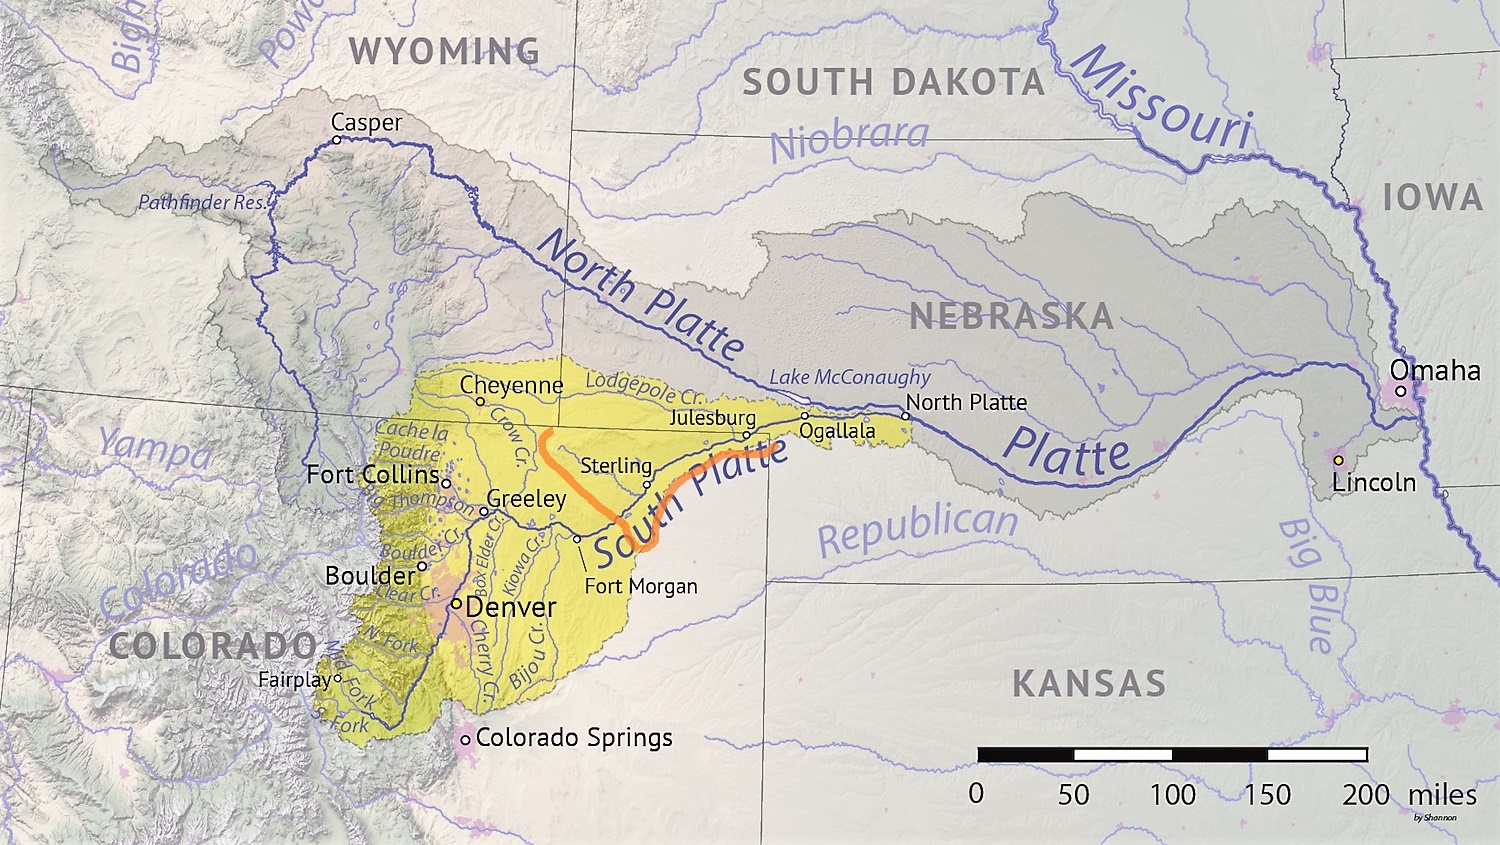 Bigh
Powd
WYOMING
SOUTH DAKOTA
Missouri
Niobrara
Casper
IOWA
Pathfinder Res.
North Platte
NEBRASKA
Omaha
Lake McConaughy
Cheyenne
Lodgepole Cr.
North Platte
Julesburg
Ogallala
Crow Cr.
Cache la
Poudre
Yampa
Platte
Sterling
South Platte
Fort Collins
Lincoln
Thompson
Greeley
Republican
Big Blue
Colorado
Boulder Cr.
Box Elder Cr.
Kiowa Cr.
Boulder
Fort Morgan
Clear Cr.
Denver
COLORADO
N. Fork
Cherry Cr.
Bijou Cr.
Mid Fork
Fairplay
KANSAS
S. Fork
Colorado Springs
0 50 100 150 200 miles
by Shannon